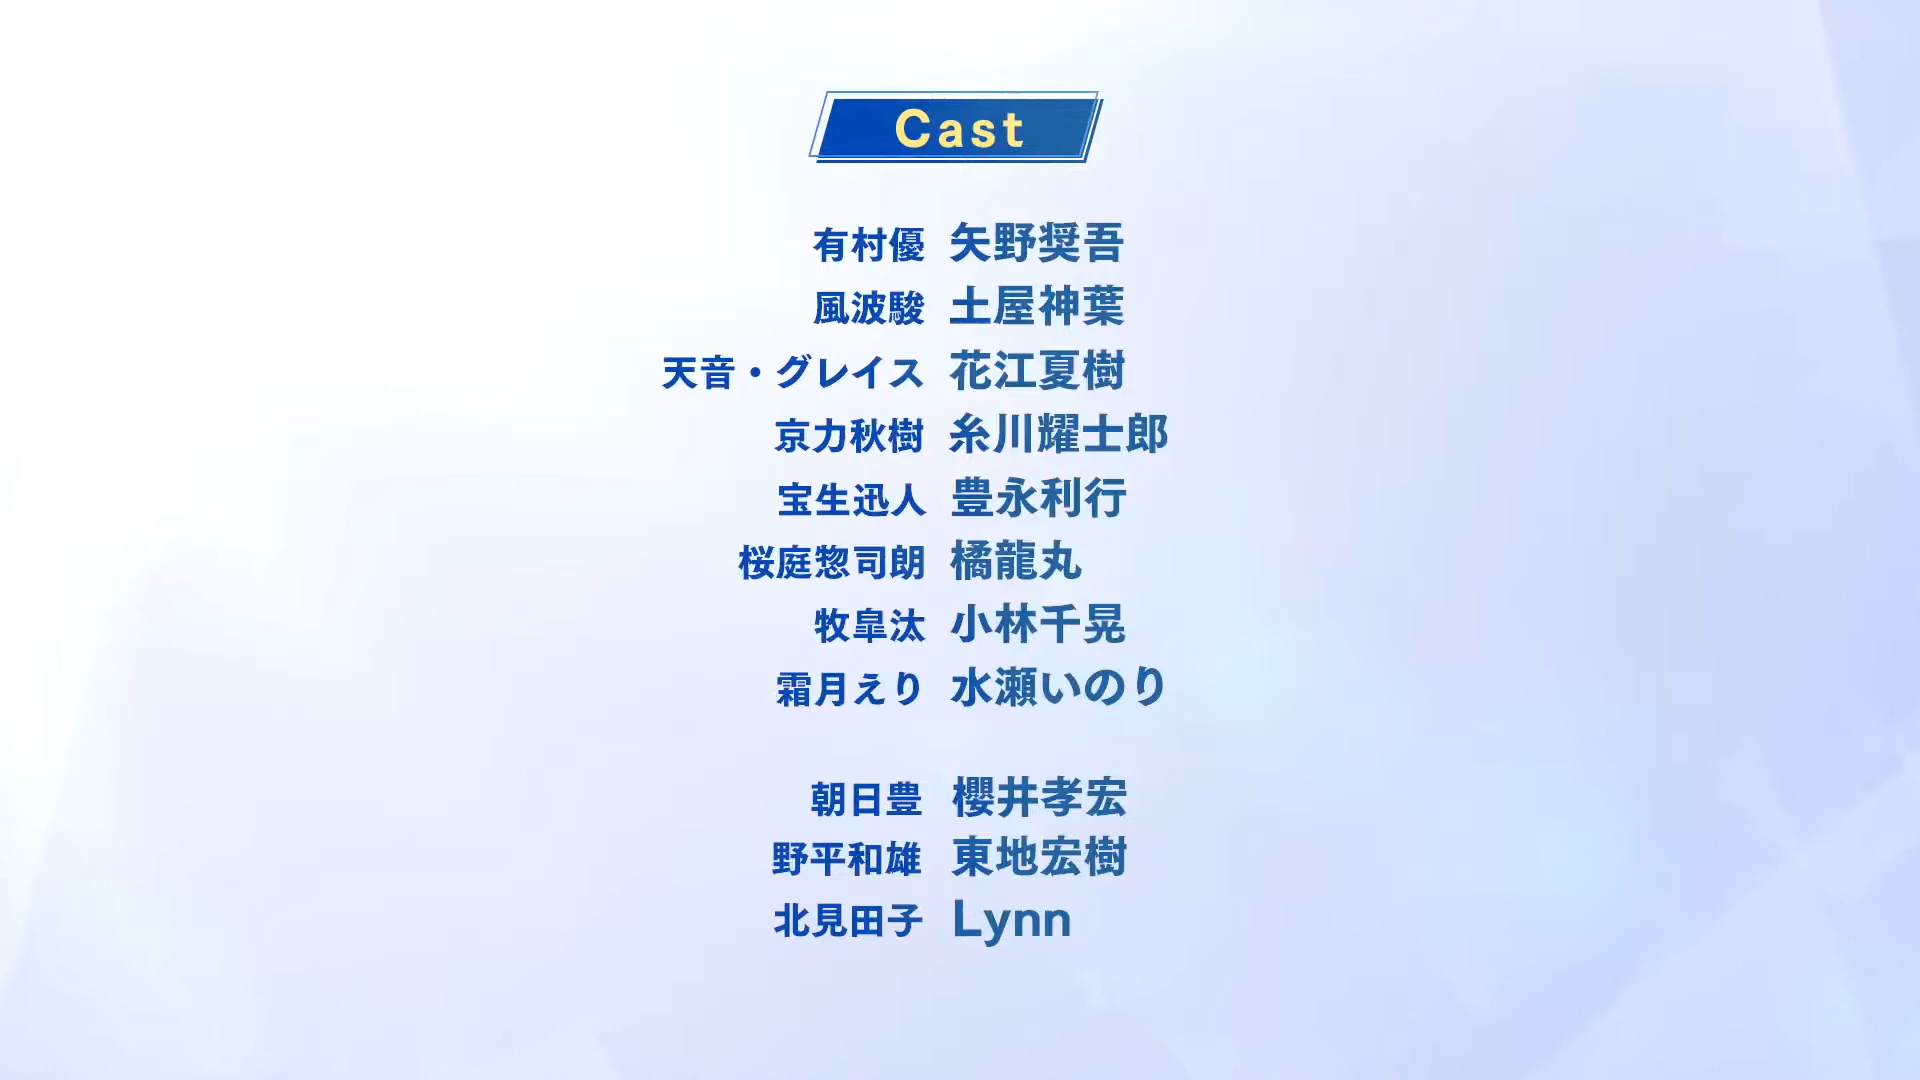 Cast
有村優 矢野奨吾
風波駿 土屋神葉
天音・グレイス 花江夏樹
京力秋樹 糸川耀士郎
宝生迅人 豊永利行
桜庭惣司朗 橘龍丸
牧皐汰 小林千晃
霜月えり 水瀬いのり
朝日豊 櫻井孝宏
野平和雄 東地宏樹
北見田子 Lynn